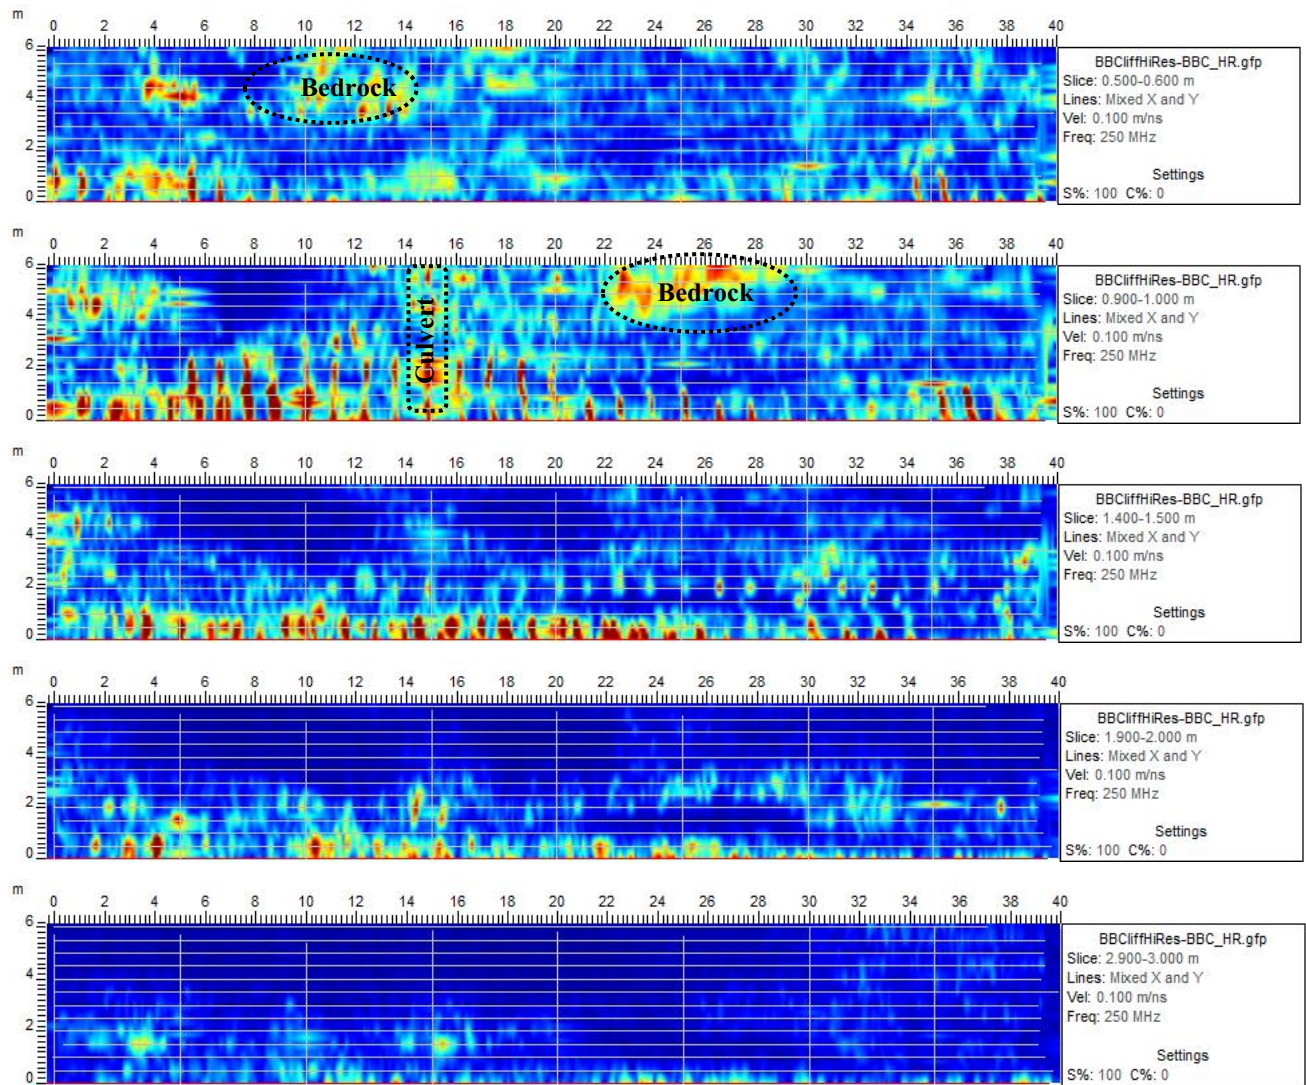 m
0 2 4 6 8 10 12 14 16 18 20 22 24 26 28 30 32 34 36 38 40
6
4
2
0
Bedrock
BBCliffHiRes-BBC_HR.gfp
Slice: 0.500-0.600 m
Lines: Mixed X and Y
Vel: 0.100 m/ns
Freq: 250 MHz
Settings
S%: 100 C%: 0
m
0 2 4 6 8 10 12 14 16 18 20 22 24 26 28 30 32 34 36 38 40
6
4
2
0
Culvert
Bedrock
BBCliffHiRes-BBC_HR.gfp
Slice: 0.900-1.000 m
Lines: Mixed X and Y
Vel: 0.100 m/ns
Freq: 250 MHz
Settings
S%: 100 C%: 0
m
0 2 4 6 8 10 12 14 16 18 20 22 24 26 28 30 32 34 36 38 40
6
4
2
0
BBCliffHiRes-BBC_HR.gfp
Slice: 1.400-1.500 m
Lines: Mixed X and Y
Vel: 0.100 m/ns
Freq: 250 MHz
Settings
S%: 100 C%: 0
m
0 2 4 6 8 10 12 14 16 18 20 22 24 26 28 30 32 34 36 38 40
6
4
2
0
BBCliffHiRes-BBC_HR.gfp
Slice: 1.900-2.000 m
Lines: Mixed X and Y
Vel: 0.100 m/ns
Freq: 250 MHz
Settings
S%: 100 C%: 0
m
0 2 4 6 8 10 12 14 16 18 20 22 24 26 28 30 32 34 36 38 40
6
4
2
0
BBCliffHiRes-BBC_HR.gfp
Slice: 2.900-3.000 m
Lines: Mixed X and Y
Vel: 0.100 m/ns
Freq: 250 MHz
Settings
S%: 100 C%: 0